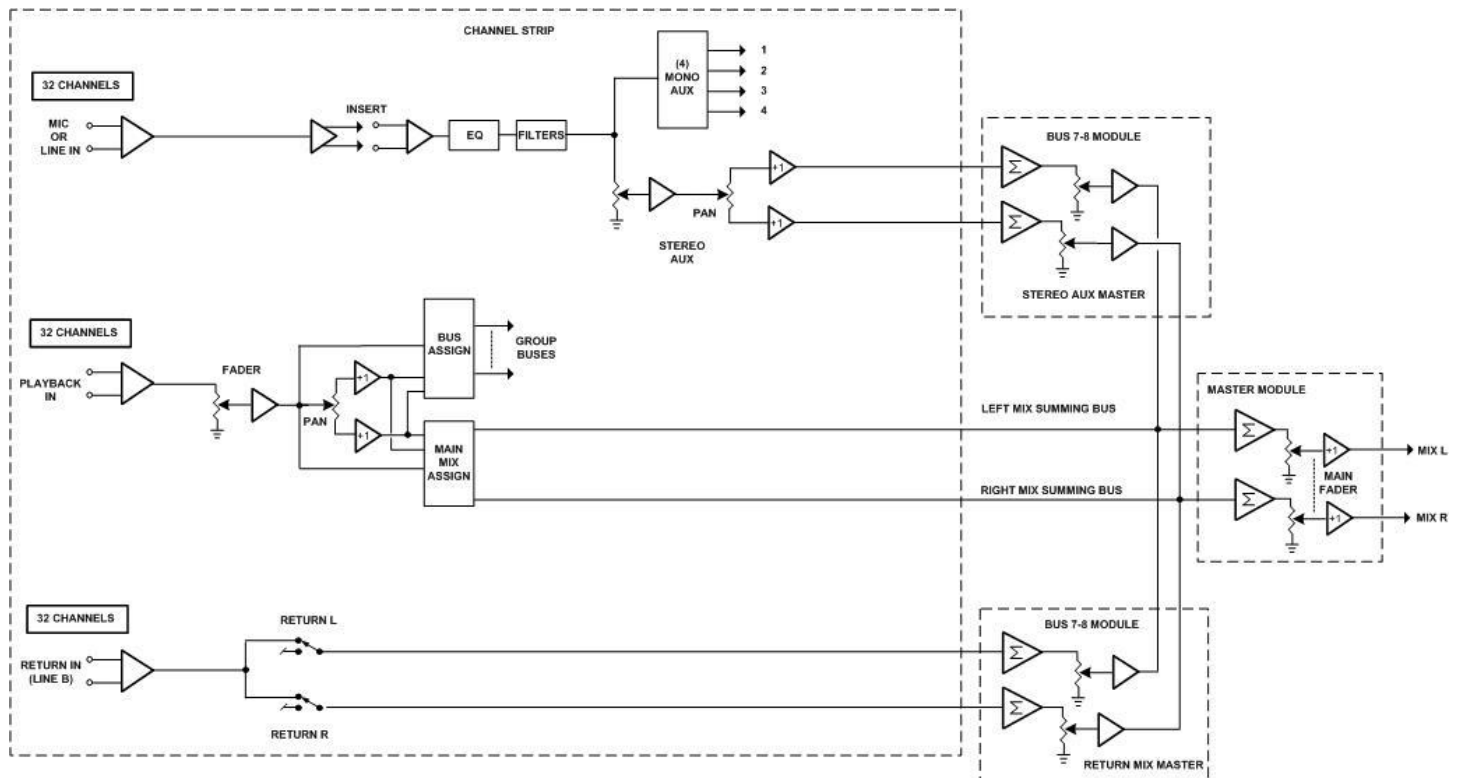 CHANNEL STRIP
32 CHANNELS
MIC
OR
LINE IN
INSERT
EQ
FILTERS
(4)
MONO
AUX
1
2
3
4
PAN
+1
+1
STEREO
AUX
BUS 7-8 MODULE
Σ
Σ
STEREO AUX MASTER
32 CHANNELS
PLAYBACK
IN
FADER
PAN
+1
+1
BUS
ASSIGN
GROUP
BUSES
MAIN
MIX
ASSIGN
LEFT MIX SUMMING BUS
RIGHT MIX SUMMING BUS
MASTER MODULE
Σ
Σ
+1
MAIN
FADER
+1
MIX L
MIX R
32 CHANNELS
RETURN IN
(LINE B)
RETURN L
RETURN R
BUS 7-8 MODULE
Σ
Σ
RETURN MIX MASTER